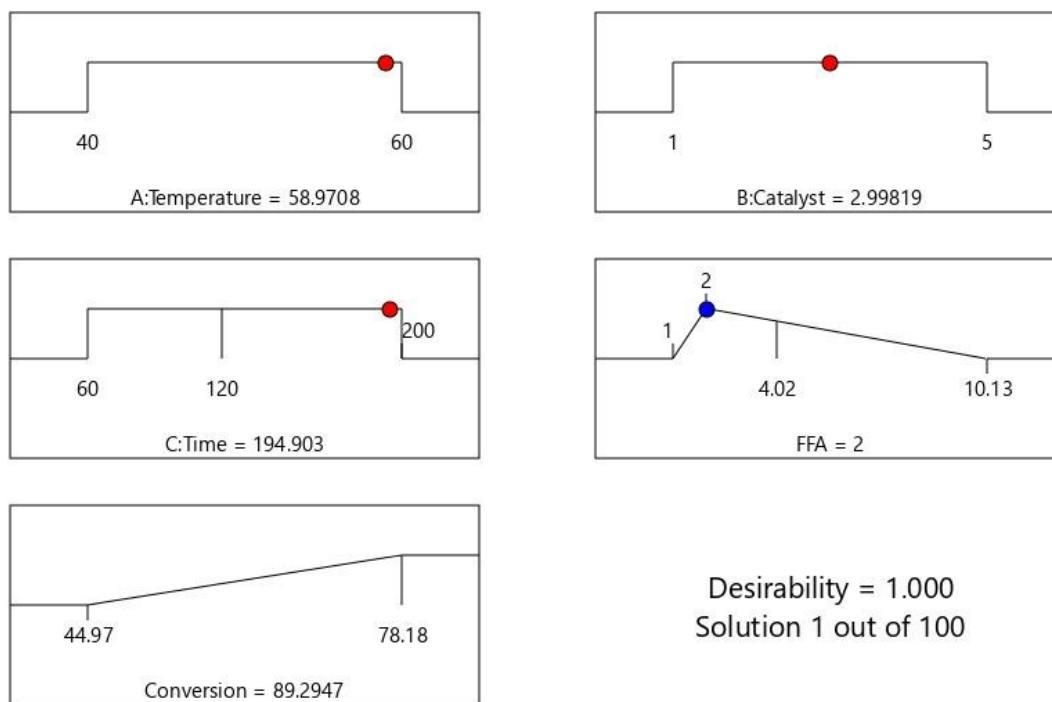 40
60
A:Temperature = 58.9708
1
5
B:Catalyst = 2.99819
200
60
120
C:Time = 194.903
2
1
4.02
10.13
FFA = 2
44.97
78.18
Conversion = 89.2947
Desirability = 1.000
Solution 1 out of 100